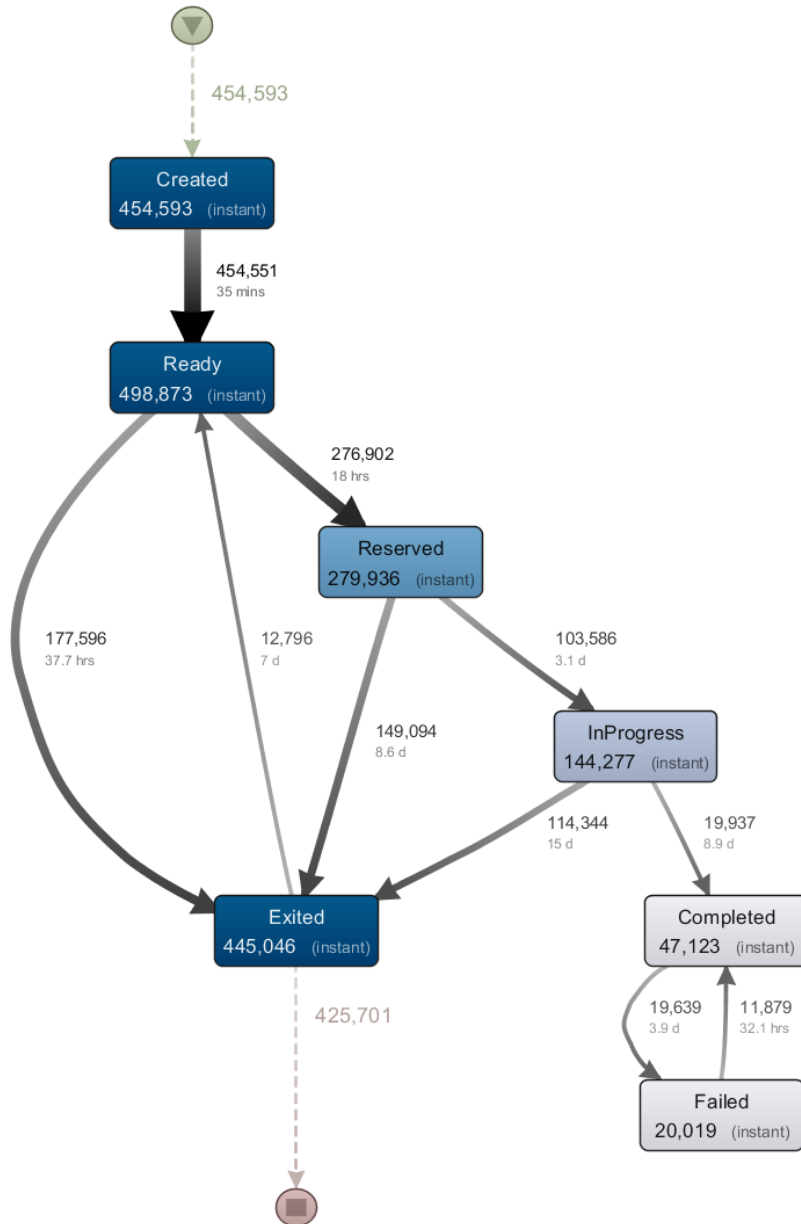 454,593
Created
454,593 (instant)
454,551
35 mins
Ready
498,873 (instant)
276,902
18 hrs
Reserved
279,936 (instant)
177,596
37.7 hrs
12,796
7 d
103,586
3.1 d
149,094
8.6 d
InProgress
144,277 (instant)
114,344
15 d
19,937
8.9 d
Exited
445,046 (instant)
Completed
47,123 (instant)
425,701
19,639
3.9 d
11,879
32.1 hrs
Failed
20,019 (instant)